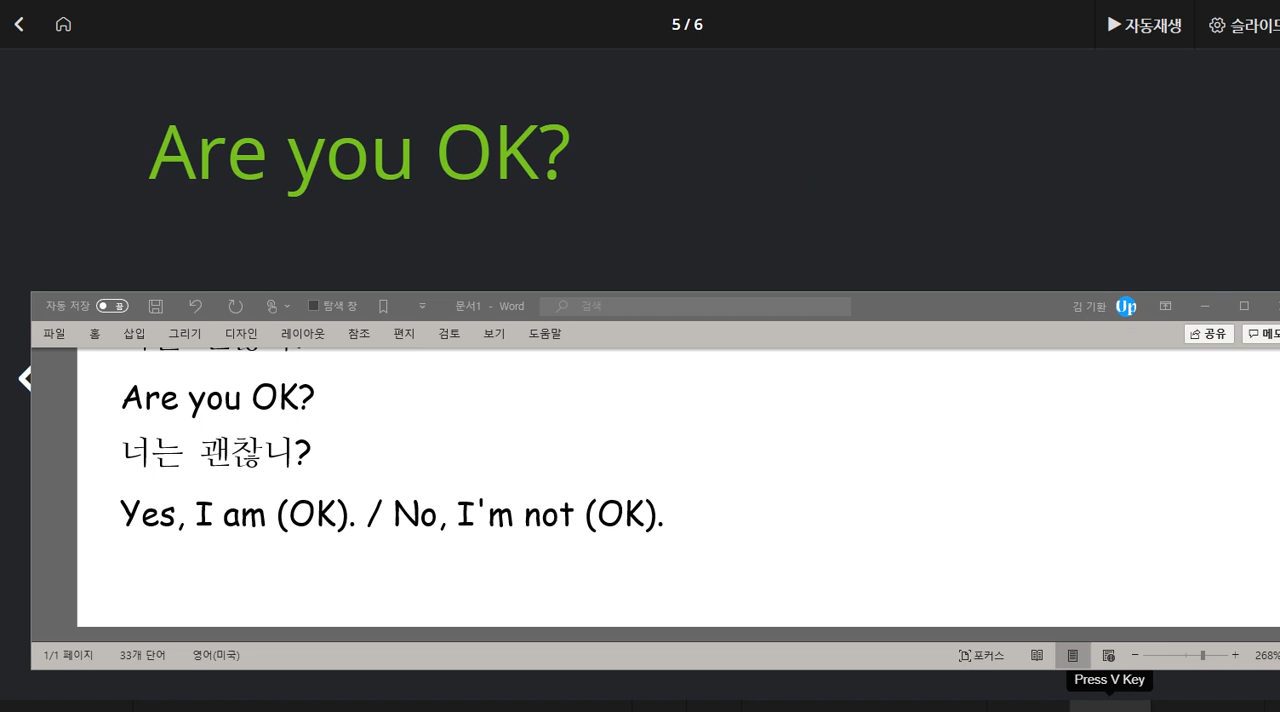 5 / 6
▶ 자동재생
슬라이드
Are you OK?
자동 저장 끔
탐색 창
문서1 - Word
검색
김 기환
Up
파일 홈 삽입 그리기 디자인 레이아웃 참조 편지 검토 보기 도움말
공유
메모
Are you OK?
너는 괜찮니?
Yes, I am (OK). / No, I'm not (OK).
1/1 페이지
33개 단어
영어(미국)
포커스
268%
Press V Key